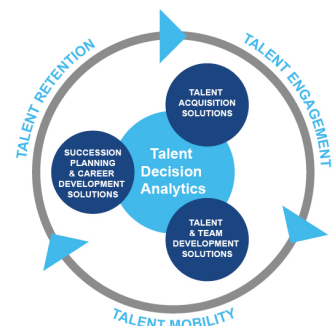 TALENT RETENTION
TALENT ENGAGEMENT
TALENT
ACQUISITION
SOLUTIONS
SUCCESSION
PLANNING
& CAREER
DEVELOPMENT
SOLUTIONS
Talent
Decision
Analytics
TALENT
& TEAM
DEVELOPMENT
SOLUTIONS
TALENT MOBILITY